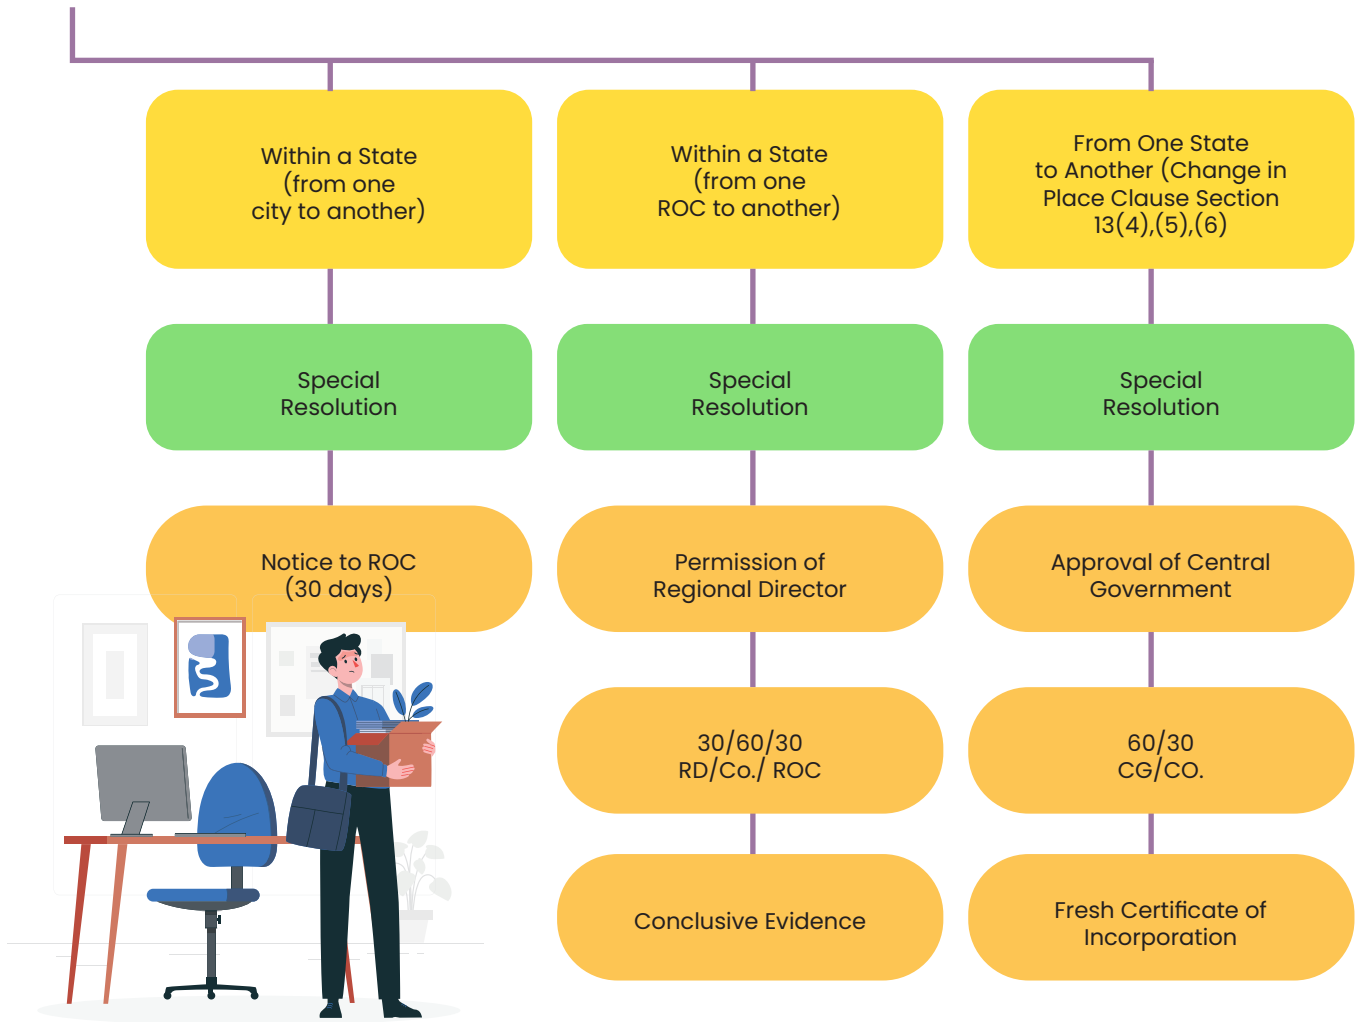 Within a State
(from one
city to another)
Within a State
(from one
ROC to another)
From One State
to Another (Change in
Place Clause Section
13(4),(5),(6)
Special
Resolution
Special
Resolution
Special
Resolution
Notice to ROC
(30 days)
Permission of
Regional Director
Approval of Central
Government
30/60/30
RD/Co./ ROC
60/30
CG/CO.
Conclusive Evidence
Fresh Certificate of
Incorporation